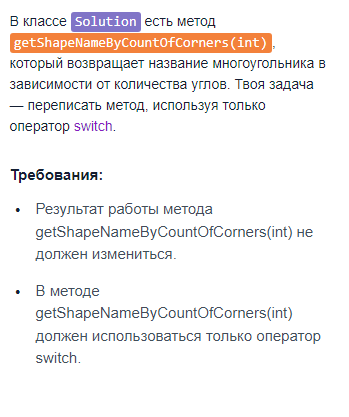 В классе Solution есть метод
getShapeNameByCountOfCorners(int),
который возвращает название многоугольника в
зависимости от количества углов. Твоя задача
— переписать метод, используя только
оператор switch.
Требования:
• Результат работы метода
getShapeNameByCountOfCorners(int) не
должен измениться.
• В методе
getShapeNameByCountOfCorners(int)
должен использоваться только оператор
switch.